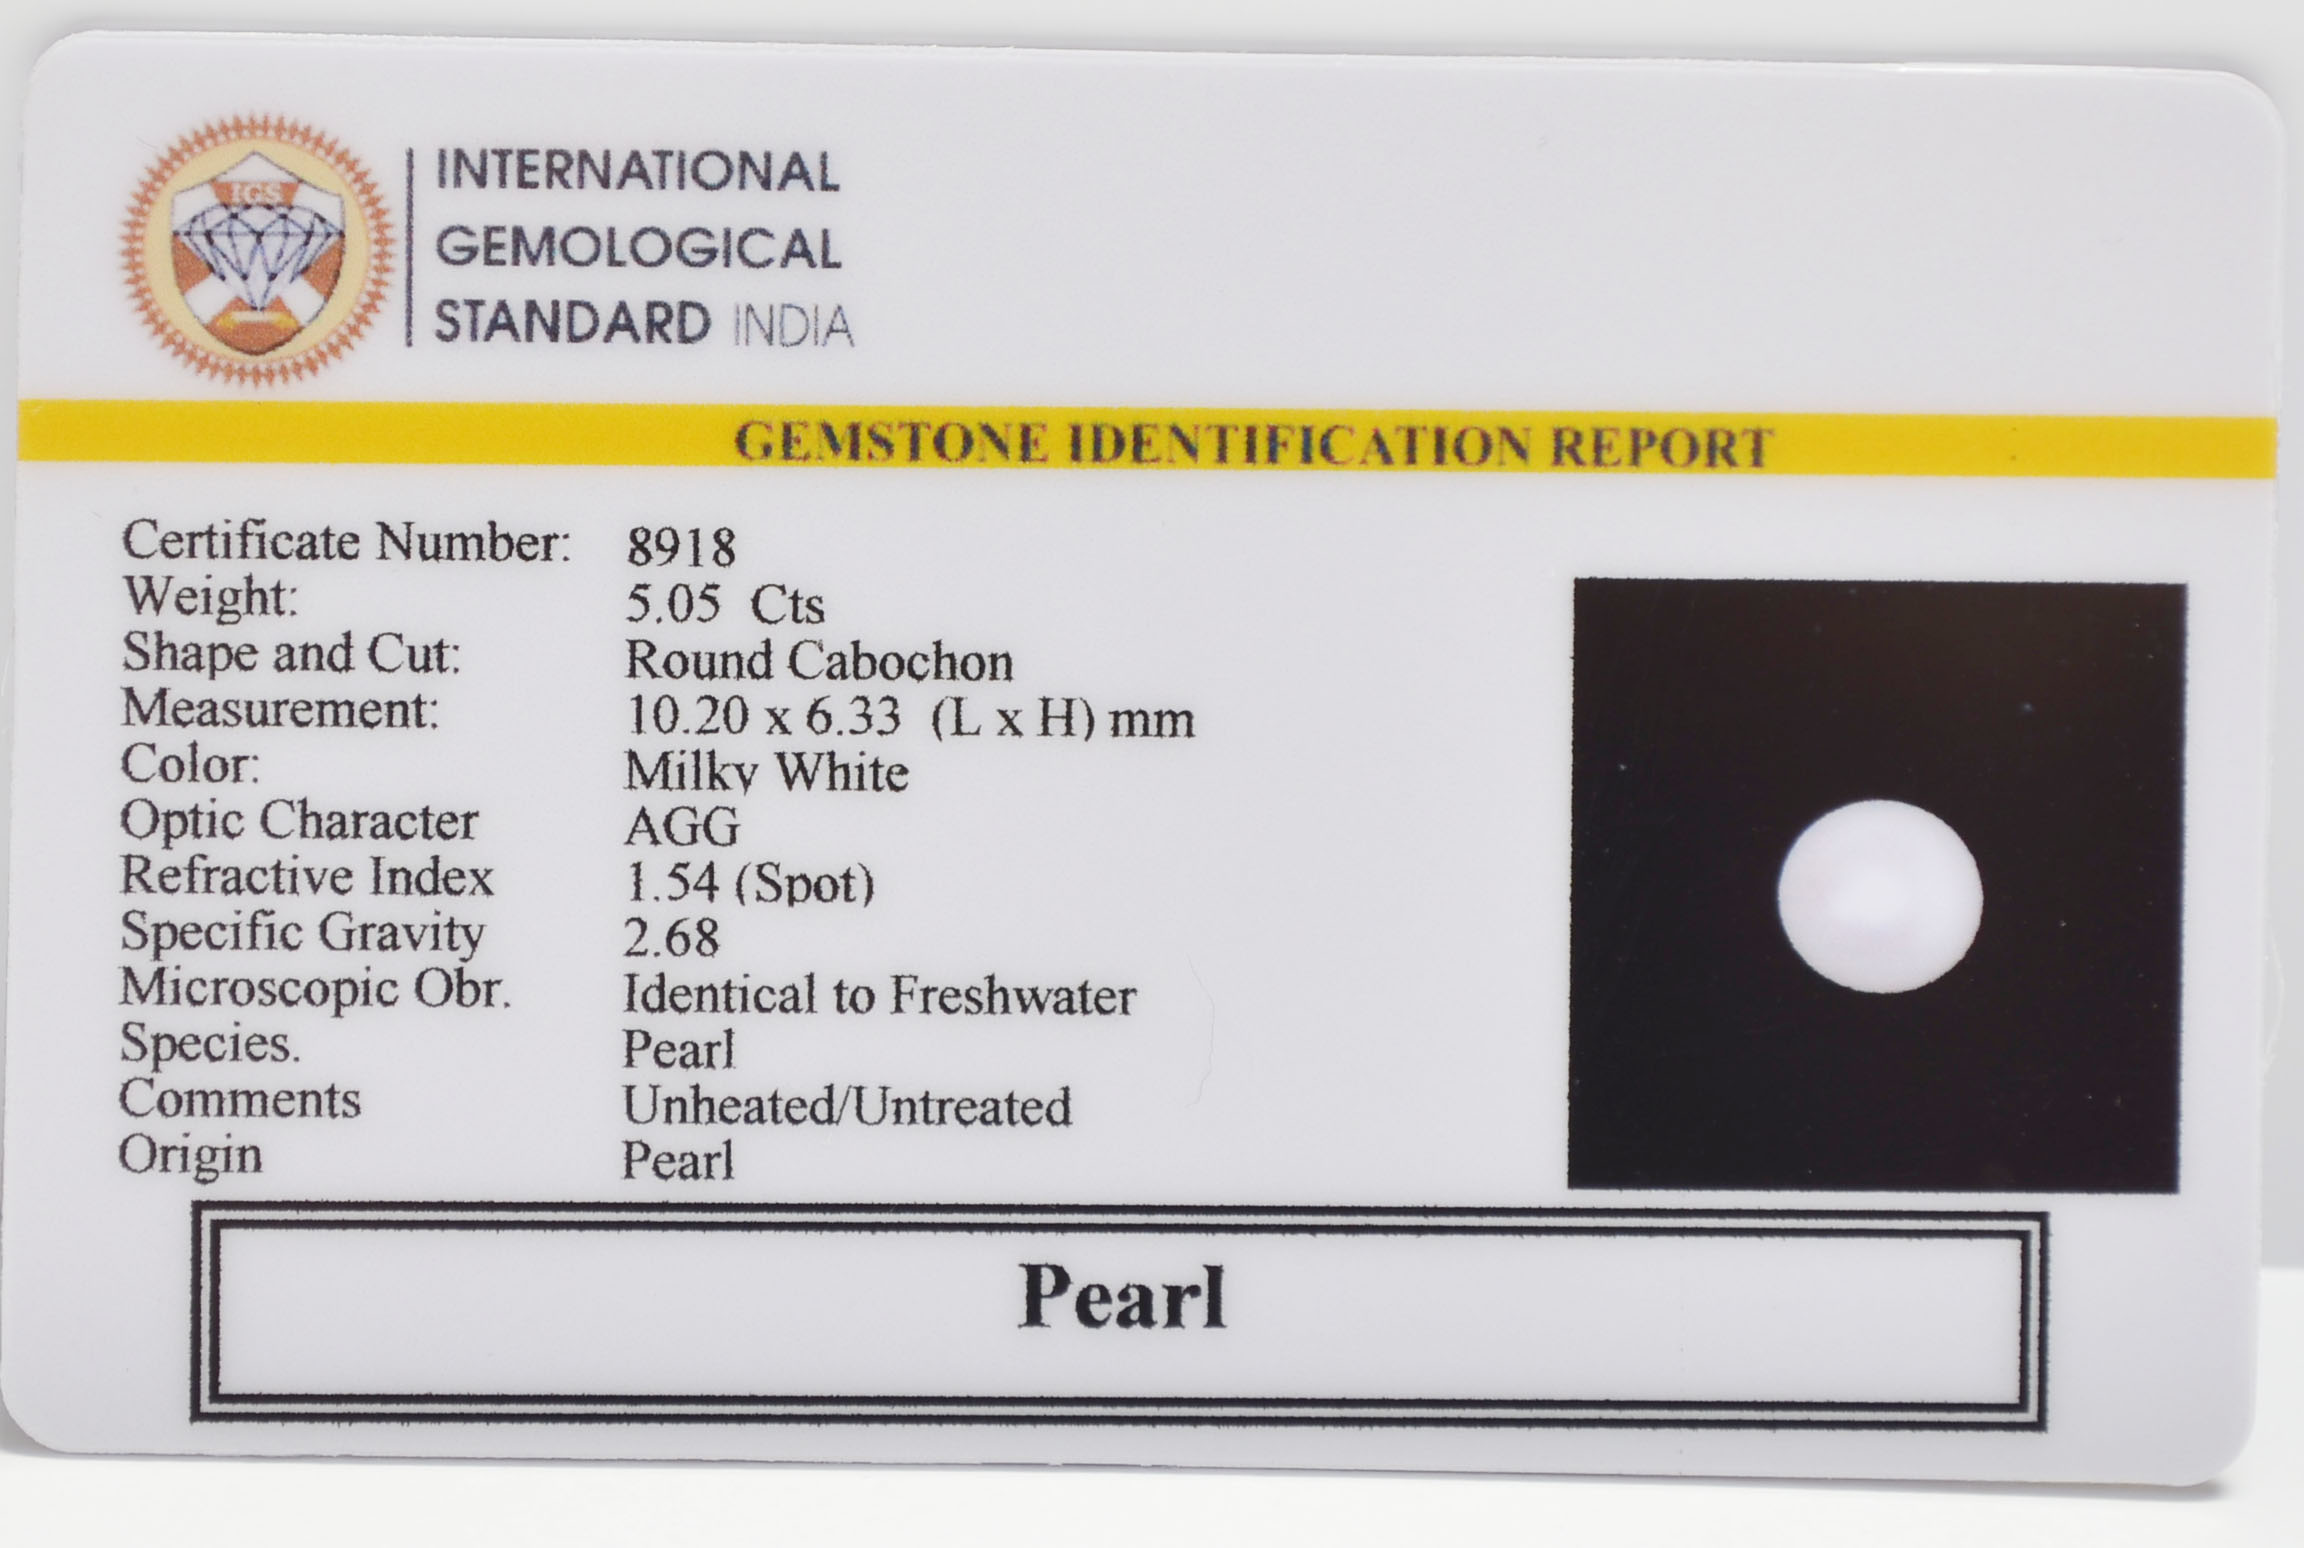 IGS
INTERNATIONAL
GEMOLOGICAL
STANDARD INDIA
GEMSTONE IDENTIFICATION REPORT
Certificate Number: 8918
Weight: 5.05 Cts
Shape and Cut: Round Cabochon
Measurement: 10.20 x 6.33 (L x H) mm
Color: Milky White
Optic Character AGG
Refractive Index 1.54 (Spot)
Specific Gravity 2.68
Microscopic Obr. Identical to Freshwater
Species. Pearl
Comments Unheated/Untreated
Origin Pearl
Pearl